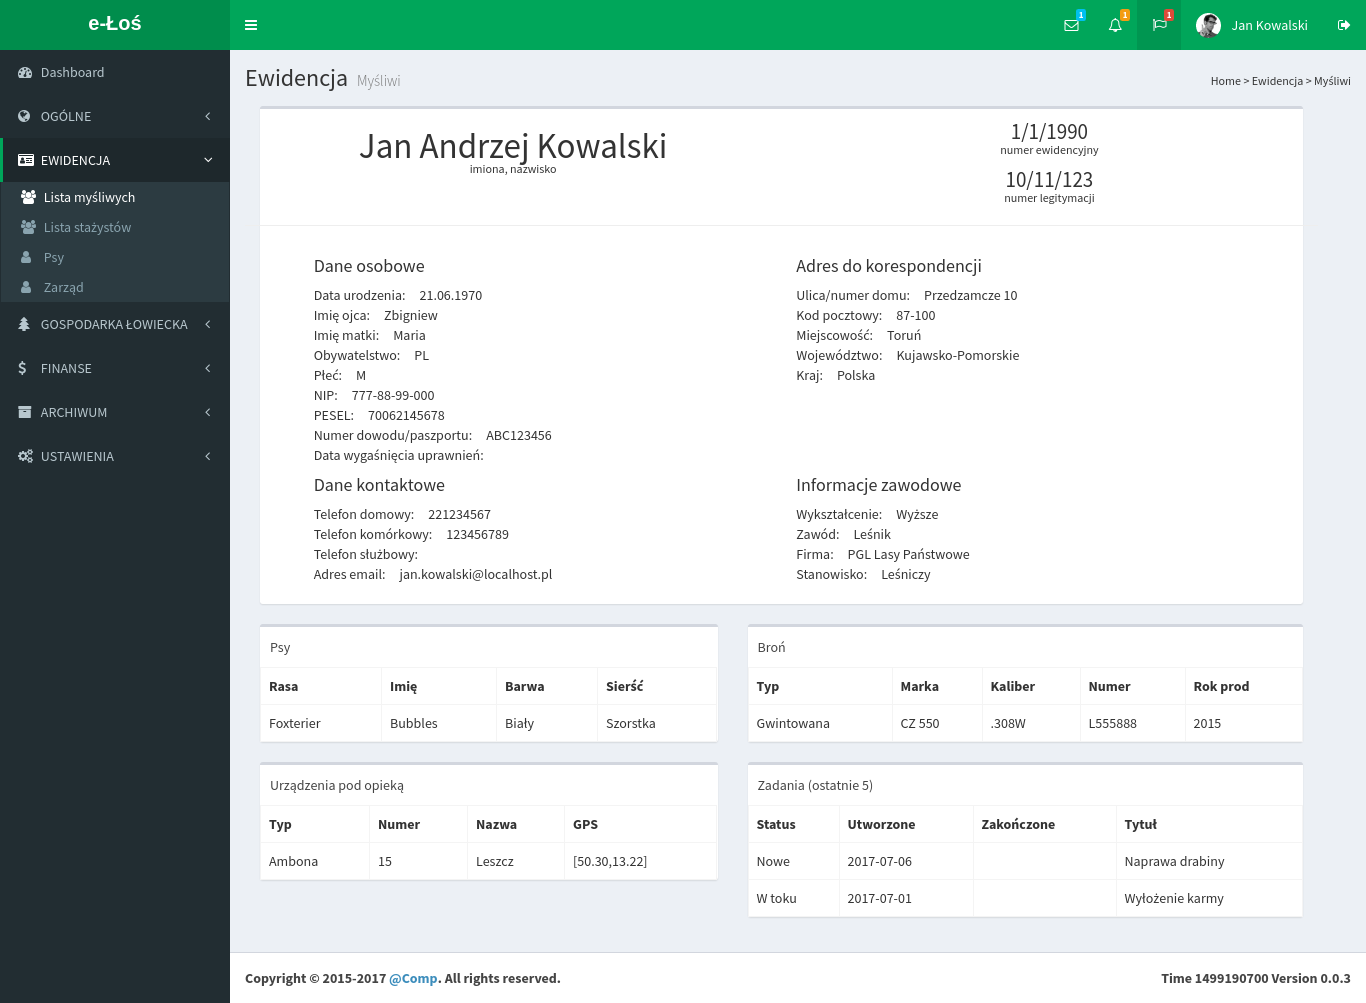 e-Łoś
1 1 1 Jan Kowalski
Dashboard
OGÓLNE
EWIDENCJA
Lista myśliwych
Lista stażystów
Psy
Zarząd
GOSPODARKA ŁOWIECKA
FINANSE
ARCHIWUM
USTAWIENIA
Ewidencja Myśliwi
Home > Ewidencja > Myśliwi
Jan Andrzej Kowalski
imiona, nazwisko
1/1/1990
numer ewidencyjny
10/11/123
numer legitymacji
Dane osobowe
Data urodzenia: 21.06.1970
Imię ojca: Zbigniew
Imię matki: Maria
Obywatelstwo: PL
Płeć: M
NIP: 777-88-99-000
PESEL: 70062145678
Numer dowodu/paszportu: ABC123456
Data wygaśnięcia uprawnień:
Adres do korespondencji
Ulica/numer domu: Przedzamcze 10
Kod pocztowy: 87-100
Miejscowość: Toruń
Województwo: Kujawsko-Pomorskie
Kraj: Polska
Dane kontaktowe
Telefon domowy: 221234567
Telefon komórkowy: 123456789
Telefon służbowy:
Adres email: jan.kowalski@localhost.pl
Informacje zawodowe
Wykształcenie: Wyższe
Zawód: Leśnik
Firma: PGL Lasy Państwowe
Stanowisko: Leśniczy
Psy
Rasa Imię Barwa Sierść
Foxterier Bubbles Biały Szorstka
Broń
Typ Marka Kaliber Numer Rok prod
Gwintowana CZ 550 .308W L555888 2015
Urządzenia pod opieką
Typ Numer Nazwa GPS
Ambona 15 Leszcz [50.30,13.22]
Zadania (ostatnie 5)
Status Utworzone Zakończone Tytuł
Nowe 2017-07-06 Naprawa drabiny
W toku 2017-07-01 Wyłożenie karmy
Copyright © 2015-2017 @Comp. All rights reserved.
Time 1499190700 Version 0.0.3